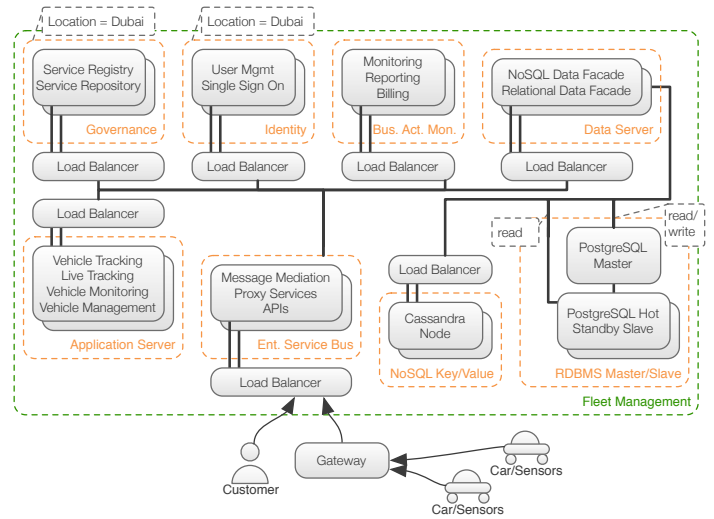 Location = Dubai
Location = Dubai
Service Registry
Service Repository
Governance
User Mgmt
Single Sign On
Identity
Monitoring
Reporting
Billing
Bus. Act. Mon.
NoSQL Data Facade
Relational Data Facade
Data Server
Load Balancer
Load Balancer
Load Balancer
Load Balancer
Load Balancer
read
read/
write
Vehicle Tracking
Live Tracking
Vehicle Monitoring
Vehicle Management
Application Server
Message Mediation
Proxy Services
APIs
Ent. Service Bus
Load Balancer
Load Balancer
Cassandra
Node
NoSQL Key/Value
PostgreSQL
Master
PostgreSQL Hot
Standby Slave
RDBMS Master/Slave
Fleet Management
Customer
Gateway
Car/Sensors
Car/Sensors